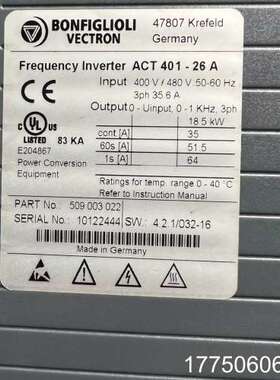 BONFIGLIOLI
VECTRON
47807 Krefeld
Germany
Frequency Inverter ACT 401 - 26 A
Input 400 V / 480 V 50-60 Hz
3ph 35.6 A
Output 0 - Uinput, 0 - 1 KHz, 3ph
18.5 kW
cont. [A] 35
60s [A] 51.5
1s [A] 64
c UL US
LISTED 83 KA
E204867
Power Conversion
Equipment
Ratings for temp. range 0 - 40 °C
Refer to Instruction Manual
PART No.: 509 003 022
SERIAL No.: 10122444 SW.: 4.2.1/032-16
CE
17750606